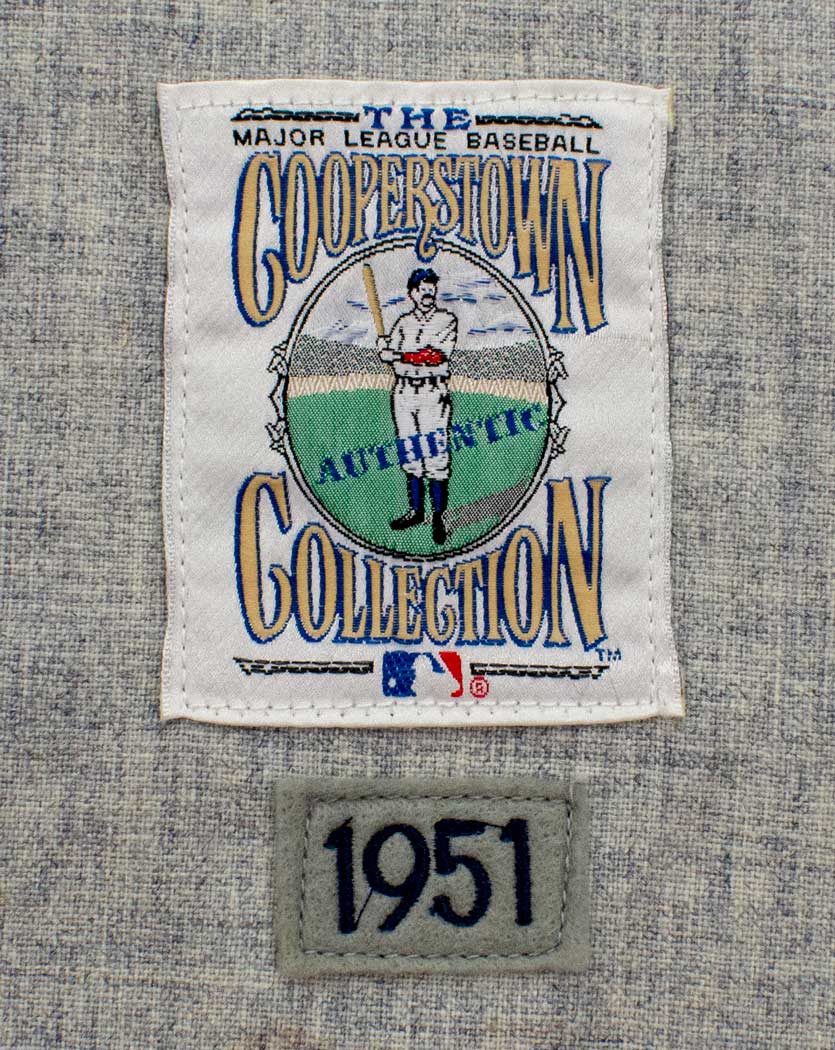 THE
MAJOR LEAGUE BASEBALL
COOPERSTOWN
AUTHENTIC
COLLECTION
TM
®
1951